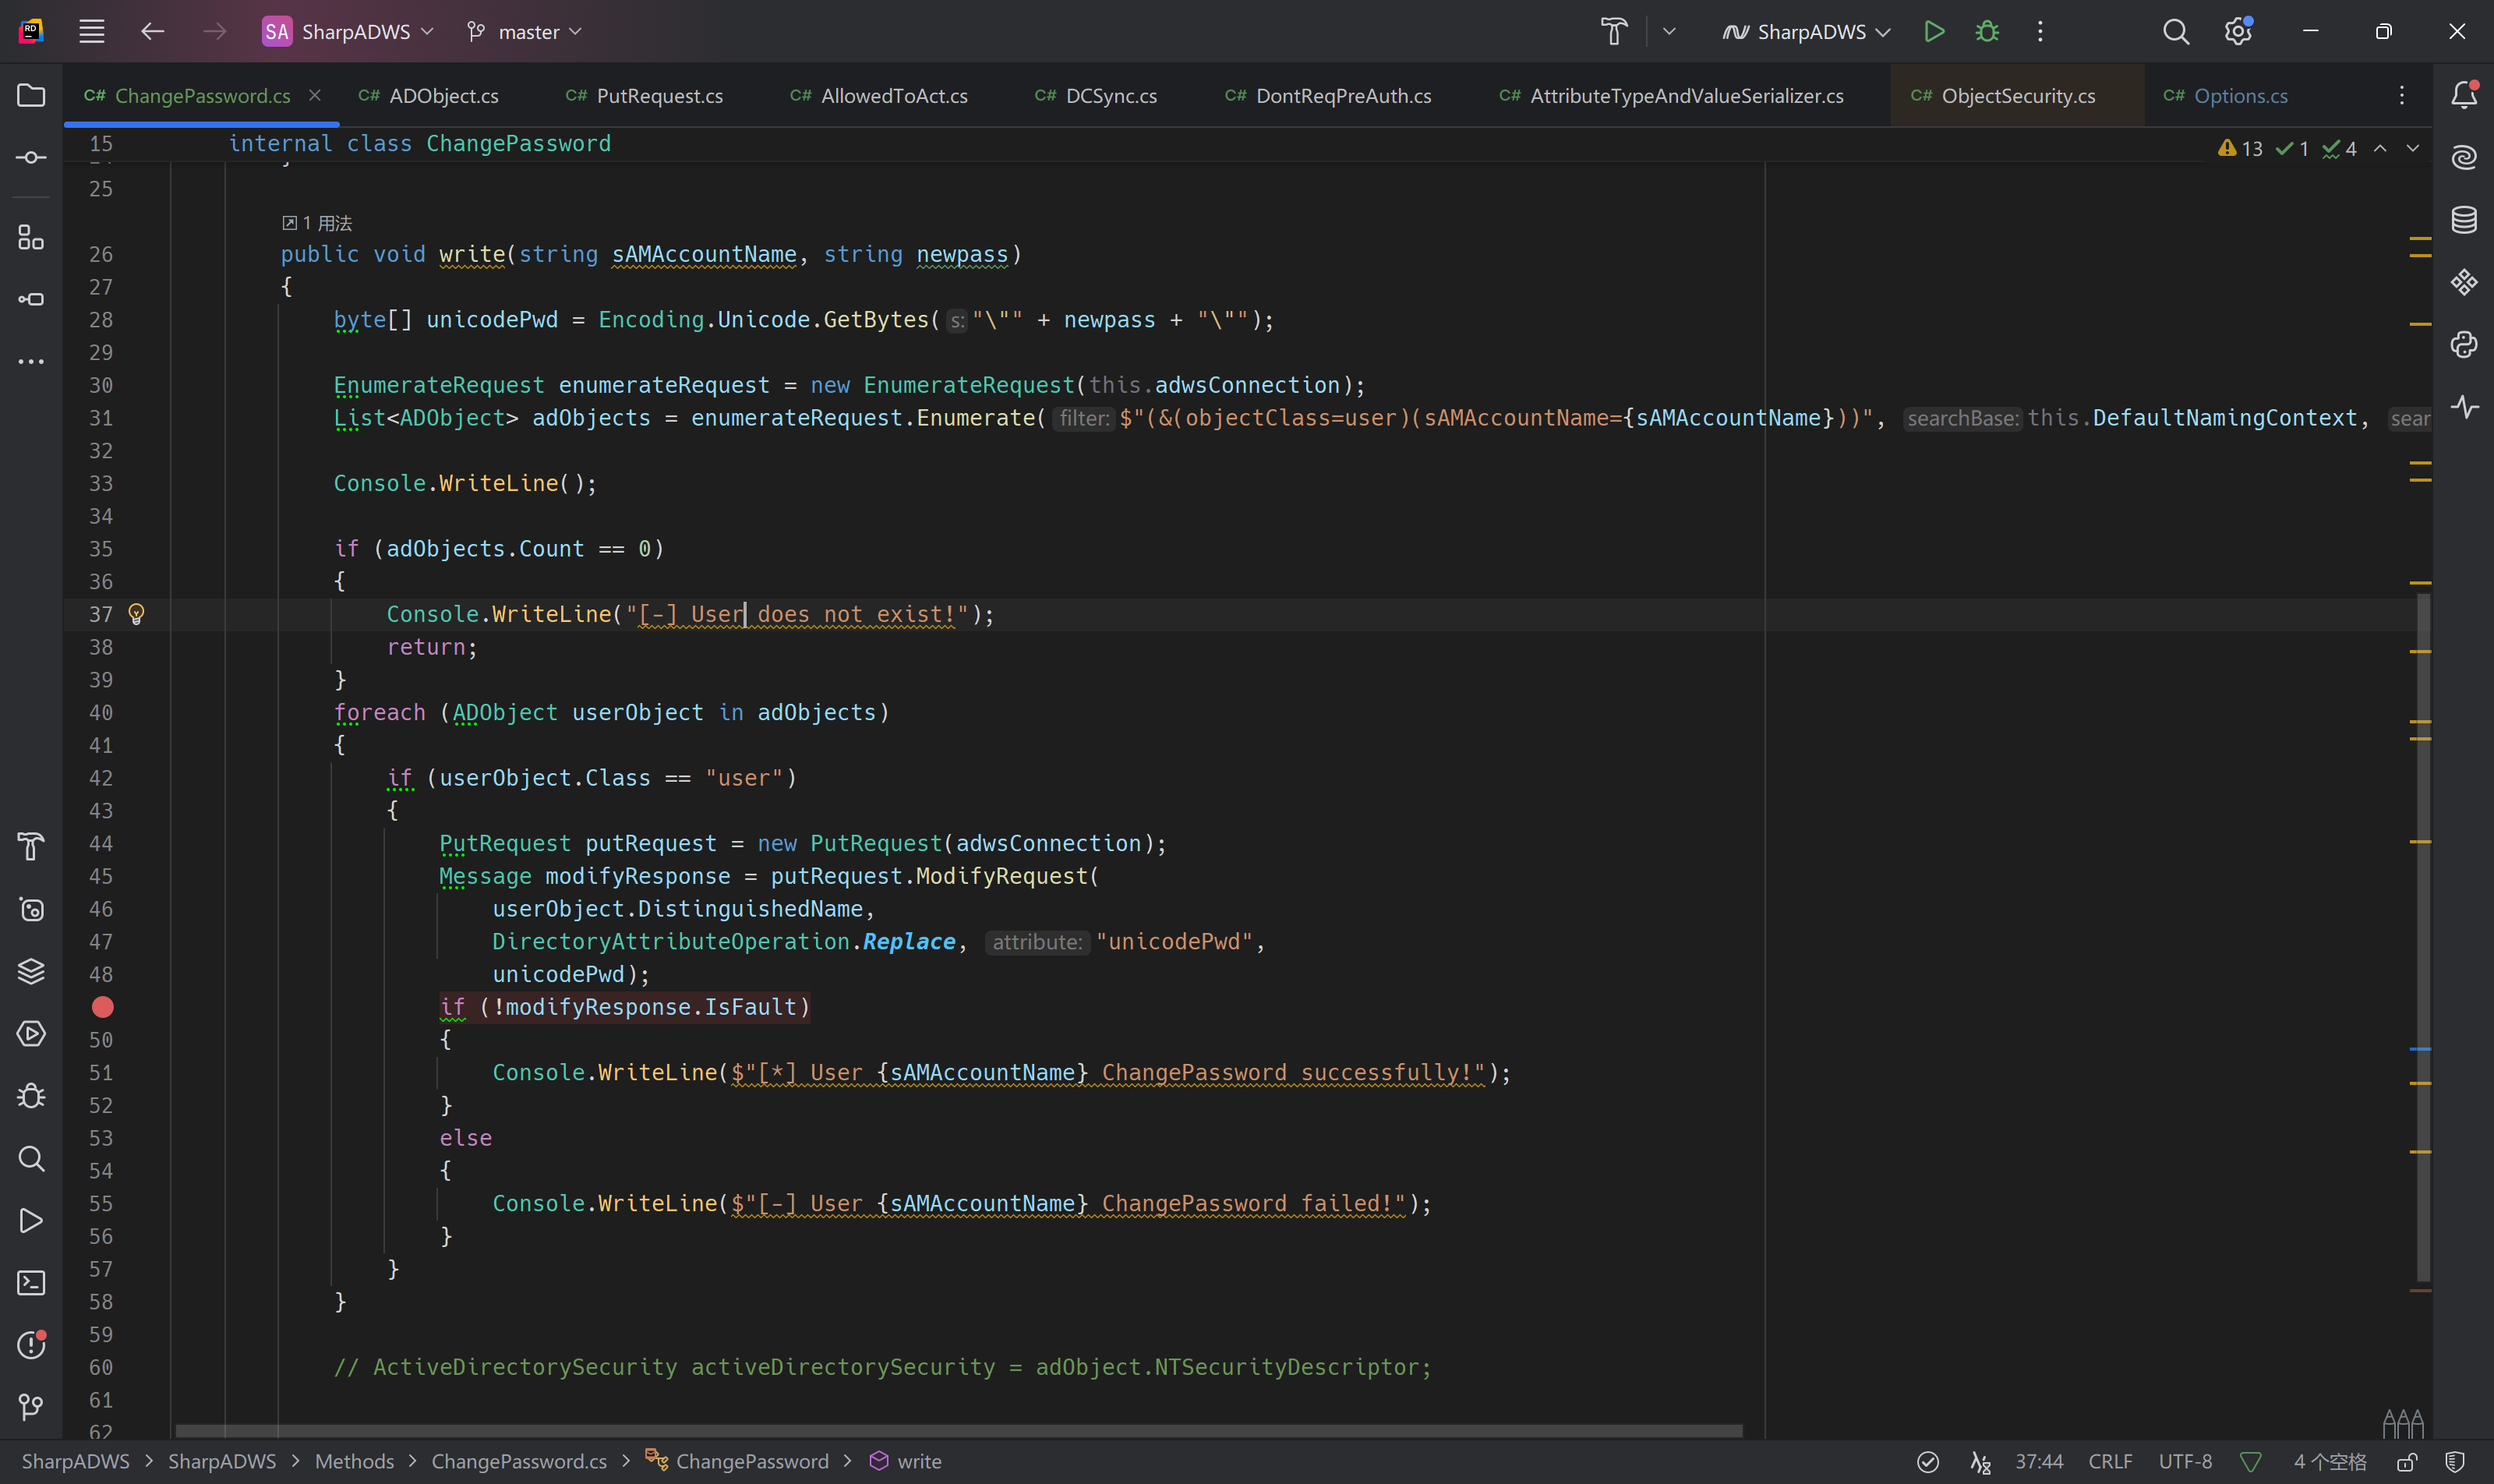 SA SharpADWS master SharpADWS
C# ChangePassword.cs C# ADObject.cs C# PutRequest.cs C# AllowedToAct.cs C# DCSync.cs C# DontReqPreAuth.cs C# AttributeTypeAndValueSerializer.cs C# ObjectSecurity.cs C# Options.cs
15 internal class ChangePassword 13 1 4
25
1 用法
26 public void write(string sAMAccountName, string newpass)
27 {
28 byte[] unicodePwd = Encoding.Unicode.GetBytes( s: "\"" + newpass + "\"");
29
30 EnumerateRequest enumerateRequest = new EnumerateRequest(this.adwsConnection);
31 List<ADObject> adObjects = enumerateRequest.Enumerate( filter: $"(&(objectClass=user)(sAMAccountName={sAMAccountName}))", searchBase: this.DefaultNamingContext, sear
32
33 Console.WriteLine();
34
35 if (adObjects.Count == 0)
36 {
37 Console.WriteLine("[-] User does not exist!");
38 return;
39 }
40 foreach (ADObject userObject in adObjects)
41 {
42 if (userObject.Class == "user")
43 {
44 PutRequest putRequest = new PutRequest(adwsConnection);
45 Message modifyResponse = putRequest.ModifyRequest(
46 userObject.DistinguishedName,
47 DirectoryAttributeOperation.Replace, attribute: "unicodePwd",
48 unicodePwd);
if (!modifyResponse.IsFault)
50 {
51 Console.WriteLine($"[*] User {sAMAccountName} ChangePassword successfully!");
52 }
53 else
54 {
55 Console.WriteLine($"[-] User {sAMAccountName} ChangePassword failed!");
56 }
57 }
58 }
59
60 // ActiveDirectorySecurity activeDirectorySecurity = adObject.NTSecurityDescriptor;
61
62
SharpADWS > SharpADWS > Methods > ChangePassword.cs > ChangePassword > write 37:44 CRLF UTF-8 4 个空格